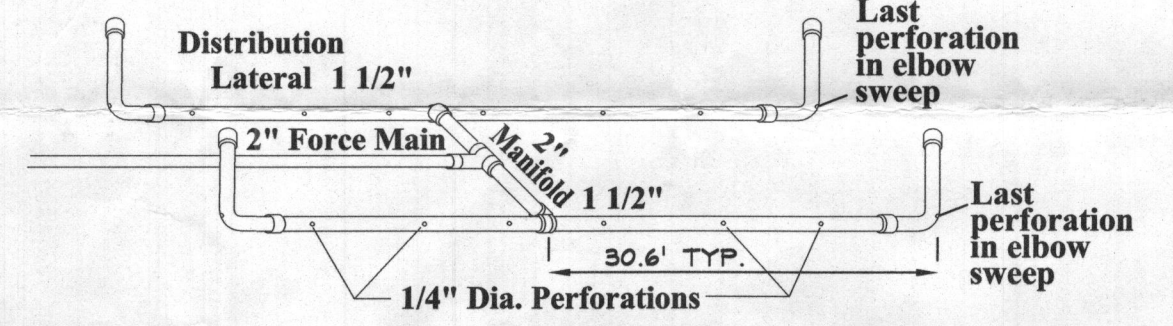 Last
perforation
in elbow
sweep
Distribution
Lateral 1 1/2"
2" Force Main
2"
Manifold
1 1/2"
Last
perforation
in elbow
sweep
30.6' TYP.
1/4" Dia. Perforations